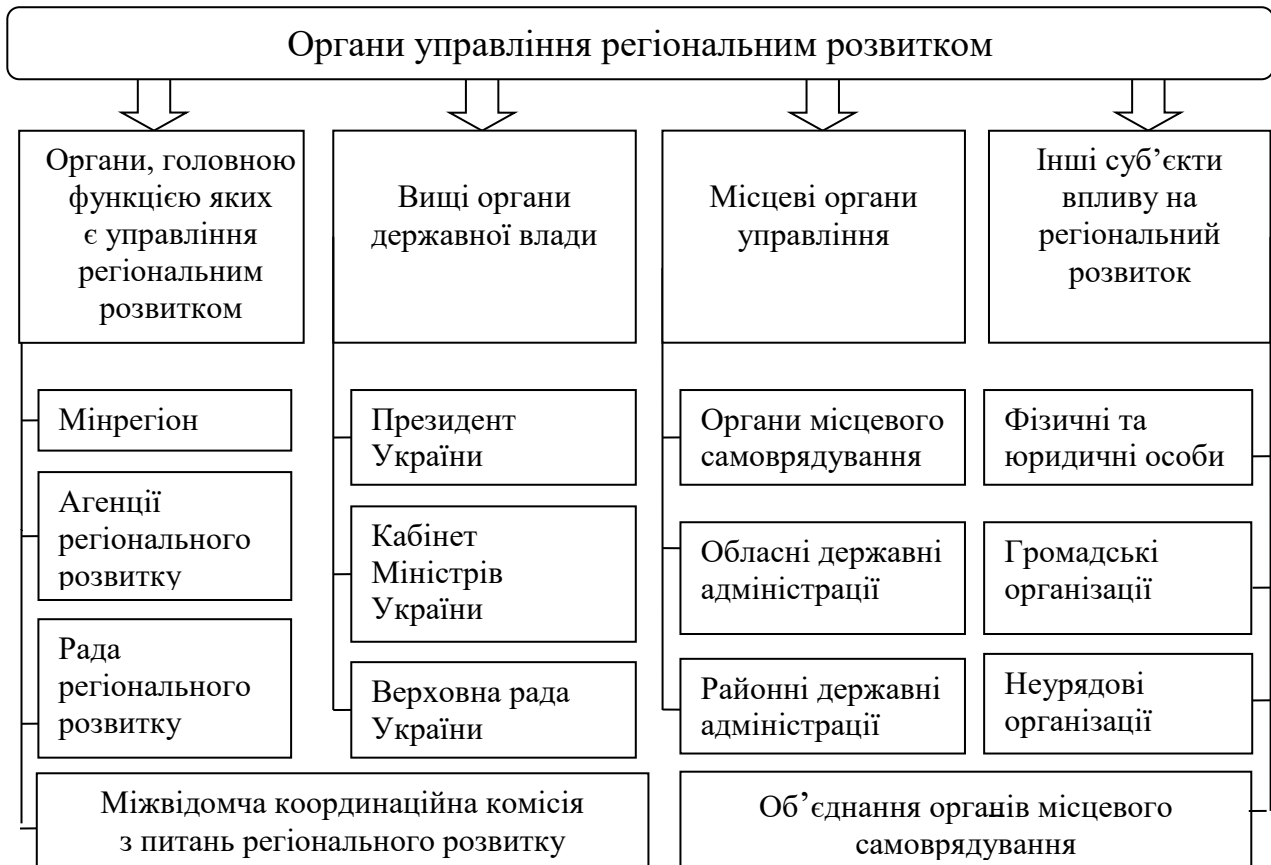 Органи управління регіональним розвитком
Органи, головною
функцією яких
є управління
регіональним
розвитком
Вищі органи
державної влади
Місцеві органи
управління
Інші суб’єкти
впливу на
регіональний
розвиток
Мінрегіон
Агенції
регіонального
розвитку
Рада
регіонального
розвитку
Президент
України
Кабінет
Міністрів
України
Верховна рада
України
Органи місцевого
самоврядування
Обласні державні
адміністрації
Районні державні
адміністрації
Фізичні та
юридичні особи
Громадські
організації
Неурядові
організації
Міжвідомча координаційна комісія
з питань регіонального розвитку
Об’єднання органів місцевого
самоврядування